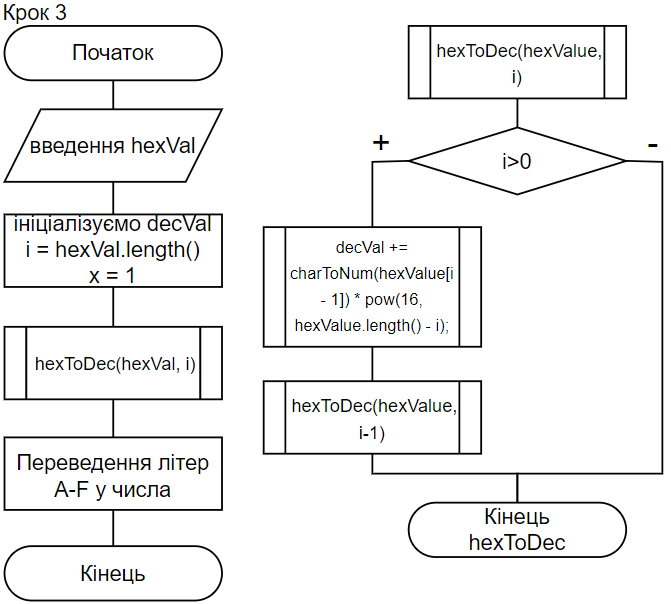 Крок 3
Початок
введення hexVal
ініціалізуємо decVal
i = hexVal.length()
x = 1
hexToDec(hexVal, i)
Переведення літер
A-F у числа
Кінець
hexToDec(hexValue,
i)
i>0
+
-
decVal +=
charToNum(hexValue[i
- 1]) * pow(16,
hexValue.length() - i);
hexToDec(hexValue,
i-1)
Кінець
hexToDec